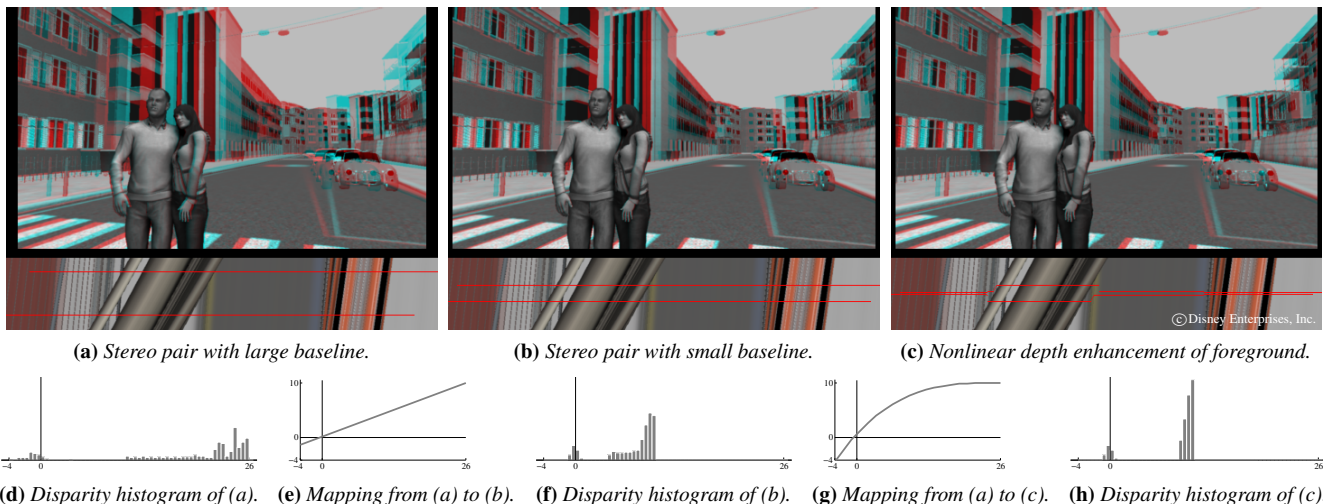 ©Disney Enterprises, Inc.
(a) Stereo pair with large baseline.
(b) Stereo pair with small baseline.
(c) Nonlinear depth enhancement of foreground.
−4 0 26
10 0 −4 26
−4 0 26
10 0 −4 26
−4 0 26
(d) Disparity histogram of (a).
(e) Mapping from (a) to (b).
(f) Disparity histogram of (b).
(g) Mapping from (a) to (c).
(h) Disparity histogram of (c)